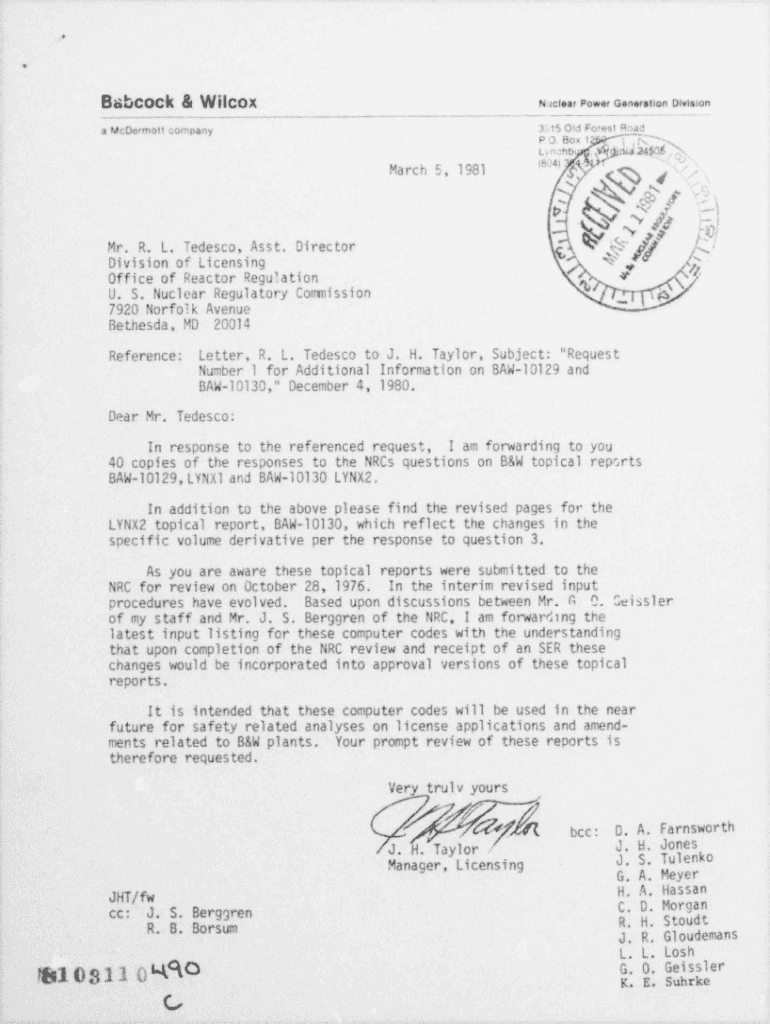 Babcock & Wilcox
Nuclear Power Generation Division
a McDermott company
3315 Old Forest Road
P.O. Box 1260
Lynchburg, Virginia 24505
(804) 384-5111
March 5, 1981
RECEIVED
MAR 11 1981
U.S. NUCLEAR REGULATORY
COMMISSION
Mr. R. L. Tedesco, Asst. Director
Division of Licensing
Office of Reactor Regulation
U. S. Nuclear Regulatory Commission
7920 Norfolk Avenue
Bethesda, MD 20014
Reference: Letter, R. L. Tedesco to J. H. Taylor, Subject: "Request
Number 1 for Additional Information on BAW-10129 and
BAW-10130," December 4, 1980.
Dear Mr. Tedesco:
In response to the referenced request, I am forwarding to you
40 copies of the responses to the NRCs questions on B&W topical reports
BAW-10129, LYNX1 and BAW-10130 LYNX2.
In addition to the above please find the revised pages for the
LYNX2 topical report, BAW-10130, which reflect the changes in the
specific volume derivative per the response to question 3.
As you are aware these topical reports were submitted to the
NRC for review on October 28, 1976. In the interim revised input
procedures have evolved. Based upon discussions between Mr. G. O. Geissler
of my staff and Mr. J. S. Berggren of the NRC, I am forwarding the
latest input listing for these computer codes with the understanding
that upon completion of the NRC review and receipt of an SER these
changes would be incorporated into approval versions of these topical
reports.
It is intended that these computer codes will be used in the near
future for safety related analyses on license applications and amend-
ments related to B&W plants. Your prompt review of these reports is
therefore requested.
Very truly yours
JHTaylor
J. H. Taylor
Manager, Licensing
bcc: D. A. Farnsworth
J. H. Jones
J. S. Tulenko
G. A. Meyer
H. A. Hassan
C. D. Morgan
R. H. Stoudt
J. R. Gloudemans
L. L. Losh
G. O. Geissler
K. E. Suhrke
JHT/fw
cc: J. S. Berggren
R. B. Borsum
8103110490
C